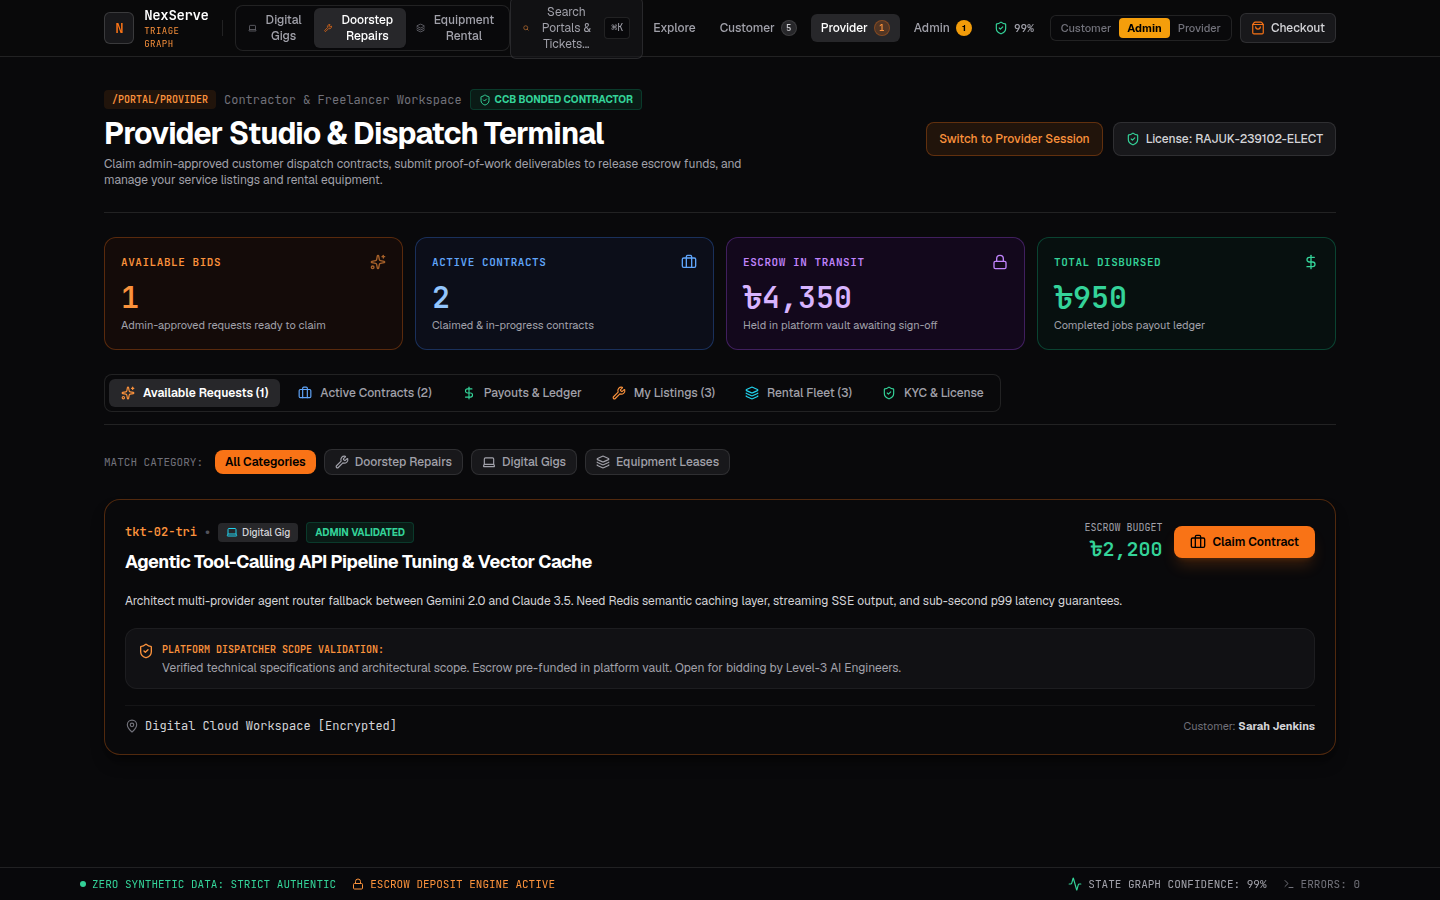 N
NexServe
TRIAGE
GRAPH
Digital
Gigs
Doorstep
Repairs
Equipment
Rental
Search
Portals &
Tickets...
⌘K
Explore
Customer 5
Provider 1
Admin 1
99%
Customer Admin Provider
Checkout
/PORTAL/PROVIDER Contractor & Freelancer Workspace CCB BONDED CONTRACTOR
Provider Studio & Dispatch Terminal
Claim admin-approved customer dispatch contracts, submit proof-of-work deliverables to release escrow funds, and
manage your service listings and rental equipment.
Switch to Provider Session
License: RAJUK-239102-ELECT
AVAILABLE BIDS
1
Admin-approved requests ready to claim
ACTIVE CONTRACTS
2
Claimed & in-progress contracts
ESCROW IN TRANSIT
৳4,350
Held in platform vault awaiting sign-off
TOTAL DISBURSED
৳950
Completed jobs payout ledger
Available Requests (1)
Active Contracts (2)
Payouts & Ledger
My Listings (3)
Rental Fleet (3)
KYC & License
MATCH CATEGORY: All Categories Doorstep Repairs Digital Gigs Equipment Leases
tkt-02-tri • Digital Gig ADMIN VALIDATED
Agentic Tool-Calling API Pipeline Tuning & Vector Cache
ESCROW BUDGET
৳2,200
Claim Contract
Architect multi-provider agent router fallback between Gemini 2.0 and Claude 3.5. Need Redis semantic caching layer, streaming SSE output, and sub-second p99 latency guarantees.
PLATFORM DISPATCHER SCOPE VALIDATION:
Verified technical specifications and architectural scope. Escrow pre-funded in platform vault. Open for bidding by Level-3 AI Engineers.
Digital Cloud Workspace [Encrypted]
Customer: Sarah Jenkins
ZERO SYNTHETIC DATA: STRICT AUTHENTIC
ESCROW DEPOSIT ENGINE ACTIVE
STATE GRAPH CONFIDENCE: 99%
ERRORS: 0